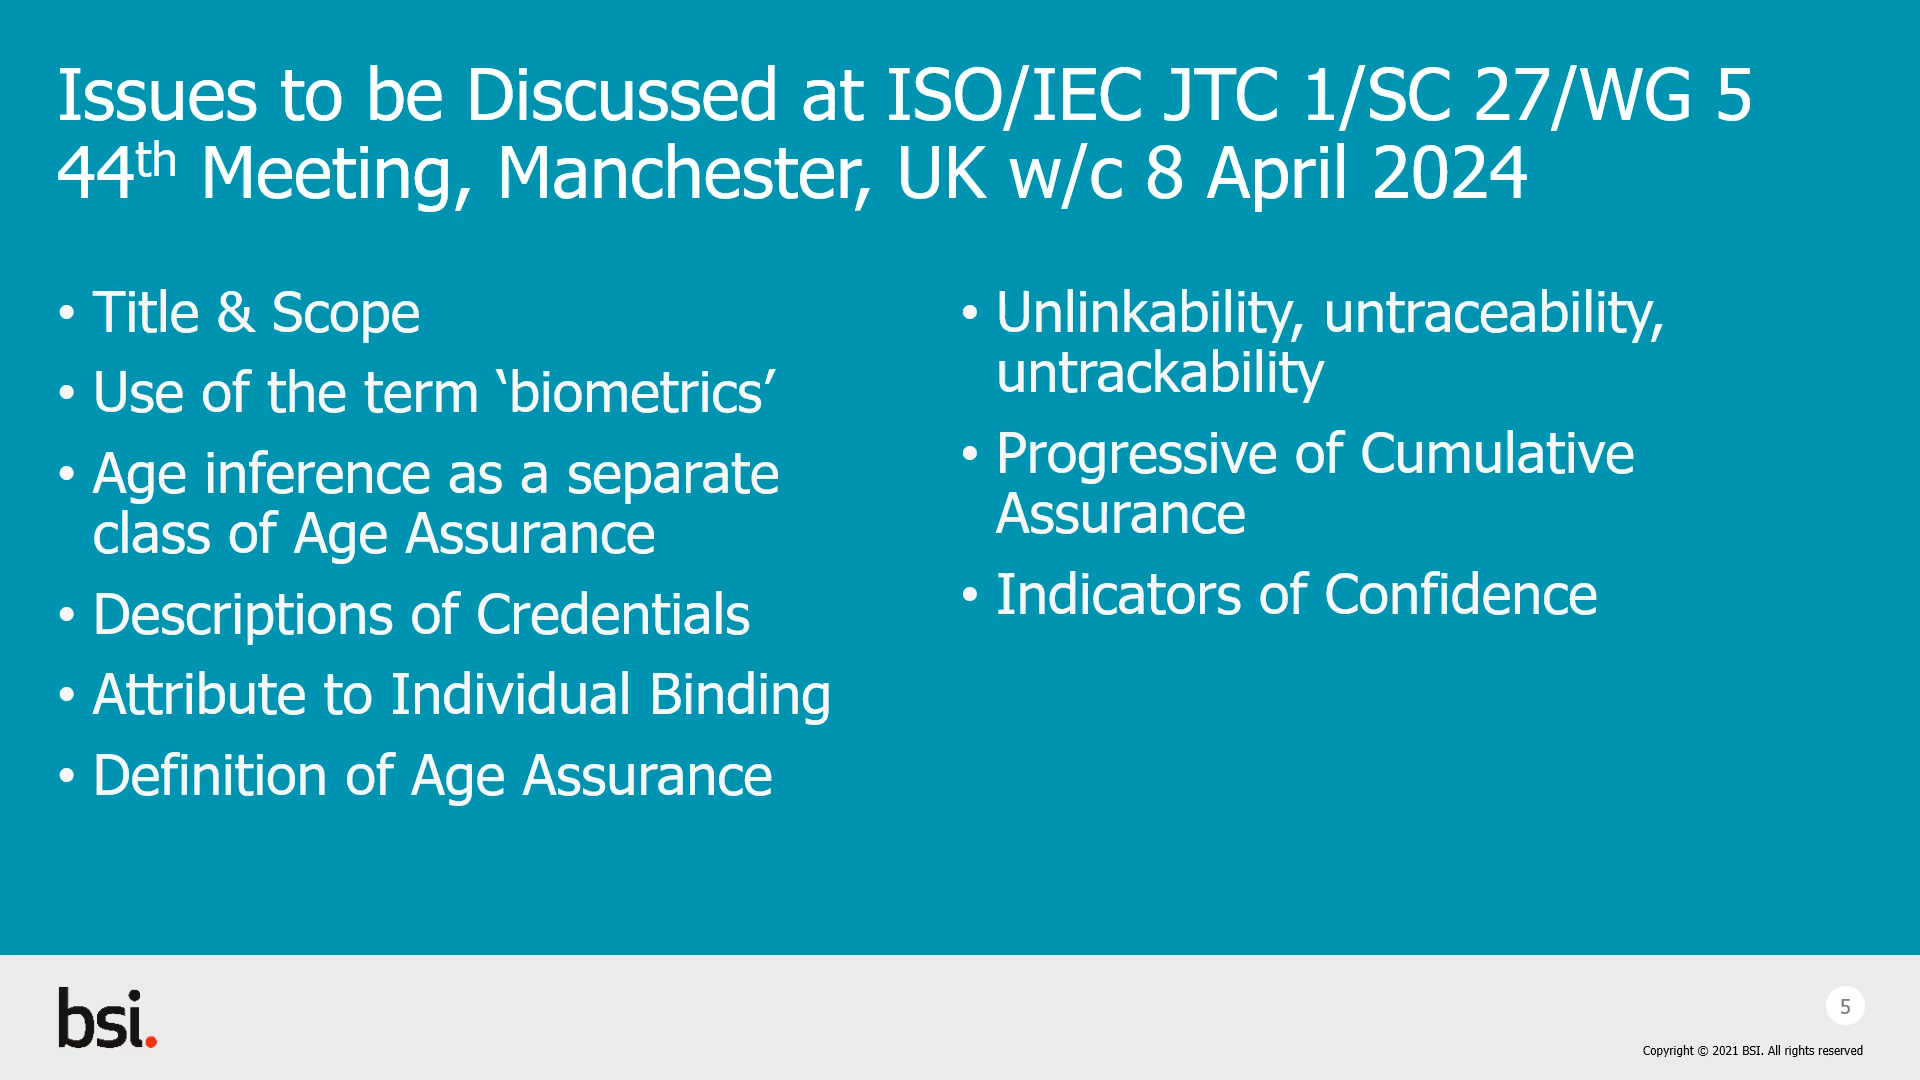 Issues to be Discussed at ISO/IEC JTC 1/SC 27/WG 5
44th Meeting, Manchester, UK w/c 8 April 2024
• Title & Scope
• Use of the term ‘biometrics’
• Age inference as a separate
class of Age Assurance
• Descriptions of Credentials
• Attribute to Individual Binding
• Definition of Age Assurance
• Unlinkability, untraceability,
untrackability
• Progressive of Cumulative
Assurance
• Indicators of Confidence
bsi.
5
Copyright © 2021 BSI. All rights reserved